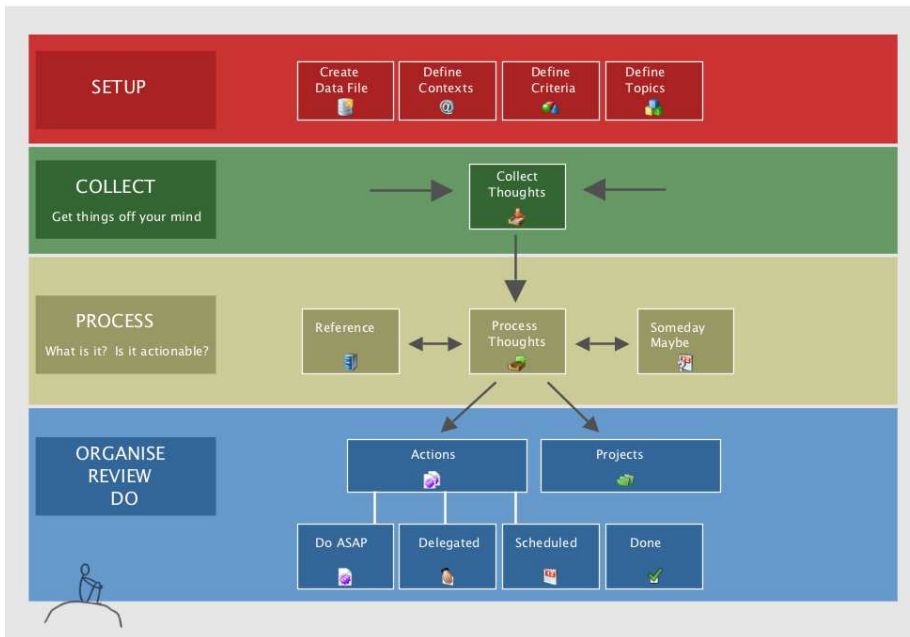 SETUP
Create
Data File
Define
Contexts
@
Define
Criteria
Define
Topics
COLLECT
Get things off your mind
Collect
Thoughts
PROCESS
What is it? Is it actionable?
Reference
Process
Thoughts
Someday
Maybe
ORGANISE
REVIEW
DO
Actions
Projects
Do ASAP
Delegated
Scheduled
Done